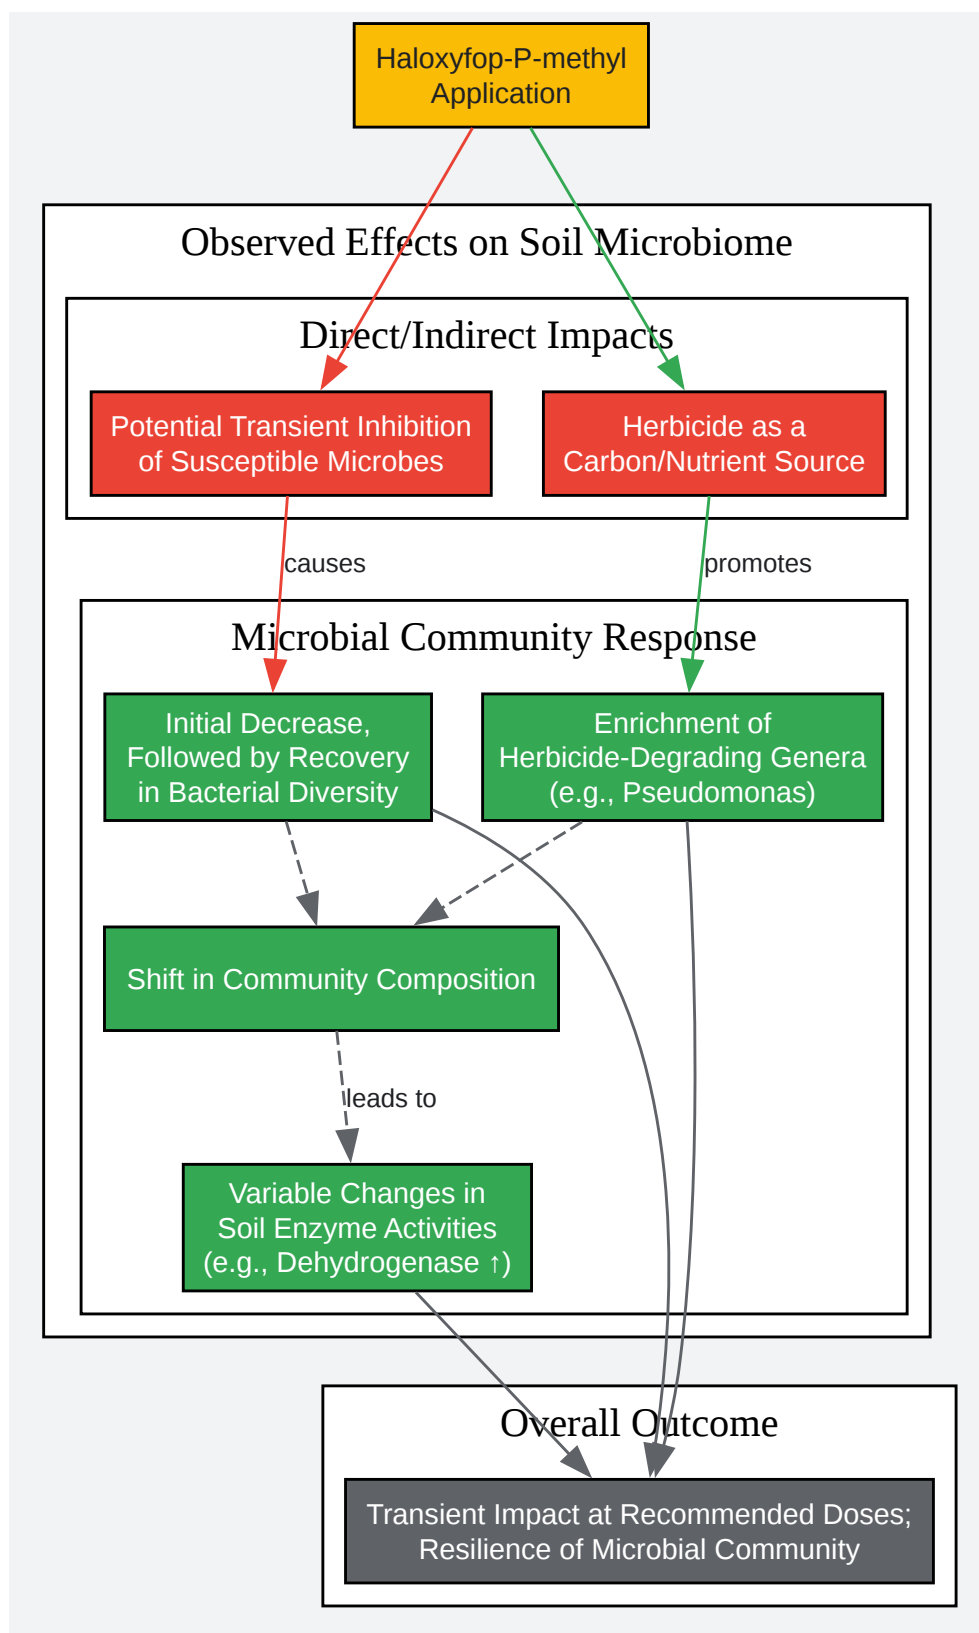 Haloxyfop-P-methyl
Application
Observed Effects on Soil Microbiome
Direct/Indirect Impacts
Potential Transient Inhibition
of Susceptible Microbes
Herbicide as a
Carbon/Nutrient Source
causes
promotes
Microbial Community Response
Initial Decrease,
Followed by Recovery
in Bacterial Diversity
Enrichment of
Herbicide-Degrading Genera
(e.g., Pseudomonas)
Shift in Community Composition
leads to
Variable Changes in
Soil Enzyme Activities
(e.g., Dehydrogenase ↑)
Overall Outcome
Transient Impact at Recommended Doses;
Resilience of Microbial Community